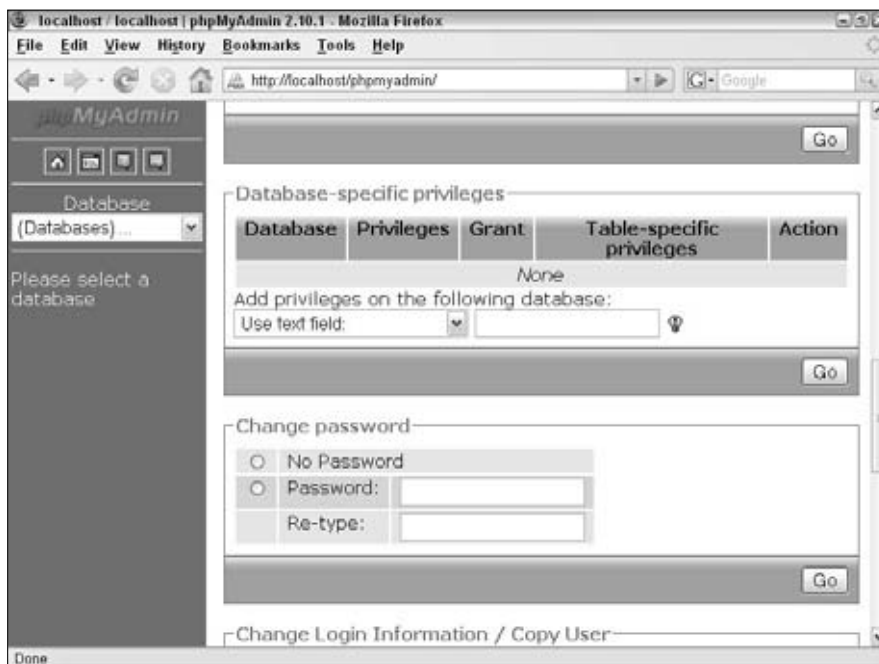 localhost / localhost | phpMyAdmin 2.10.1 - Mozilla Firefox
File Edit View History Bookmarks Tools Help
http://localhost/phpmyadmin/
G Google
phpMyAdmin
Database
(Databases) ...
Please select a
database
Go
Database-specific privileges
Database Privileges Grant Table-specific privileges Action
None
Add privileges on the following database:
Use text field:
Go
Change password
No Password
Password:
Re-type:
Go
Change Login Information / Copy User
Done